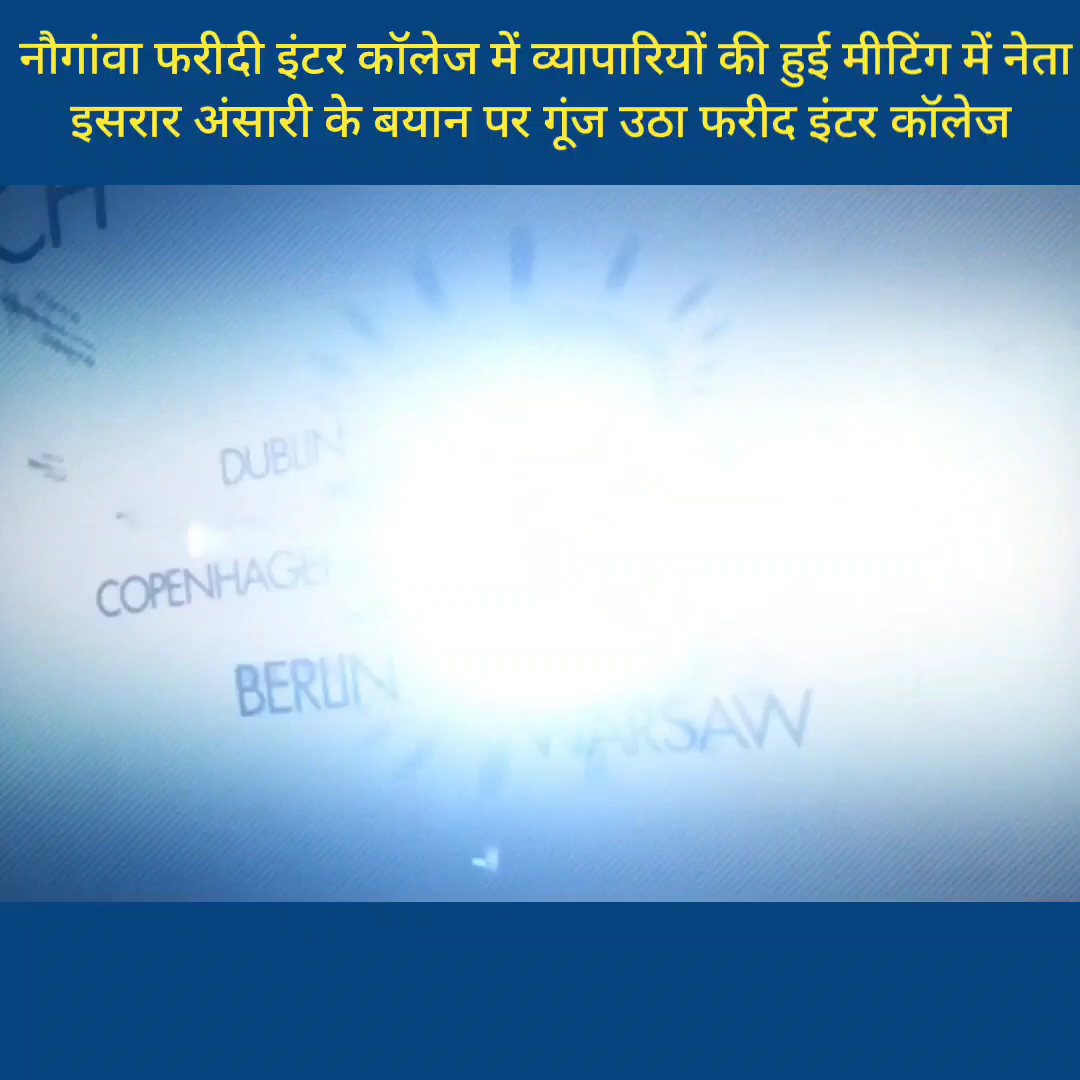 नौगांवा फरीदी इंटर कॉलेज में व्यापारियों की हुई मीटिंग में नेता
इसरार अंसारी के बयान पर गूंज उठा फरीद इंटर कॉलेज
DUBLIN
COPENHAGEN
BERLIN
WARSAW